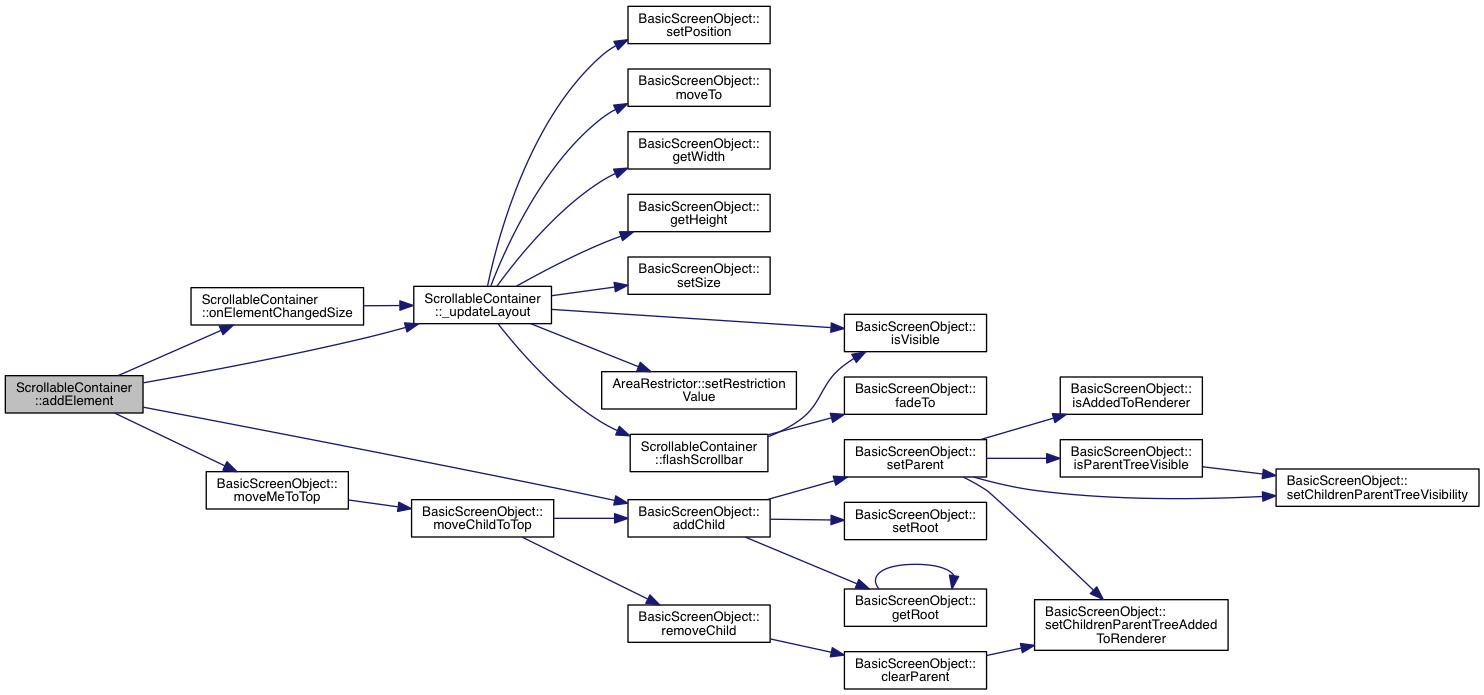 BasicScreenObject::
setPosition
BasicScreenObject::
moveTo
BasicScreenObject::
getWidth
BasicScreenObject::
getHeight
BasicScreenObject::
setSize
ScrollableContainer
::onElementChangedSize
ScrollableContainer
::_updateLayout
BasicScreenObject::
isVisible
ScrollableContainer
::addElement
AreaRestrictor::setRestriction
Value
BasicScreenObject::
fadeTo
BasicScreenObject::
isAddedToRenderer
ScrollableContainer
::flashScrollbar
BasicScreenObject::
setParent
BasicScreenObject::
isParentTreeVisible
BasicScreenObject::
setChildrenParentTreeVisibility
BasicScreenObject::
moveMeToTop
BasicScreenObject::
moveChildToTop
BasicScreenObject::
addChild
BasicScreenObject::
setRoot
BasicScreenObject::
getRoot
BasicScreenObject::
removeChild
BasicScreenObject::
setChildrenParentTreeAdded
ToRenderer
BasicScreenObject::
clearParent